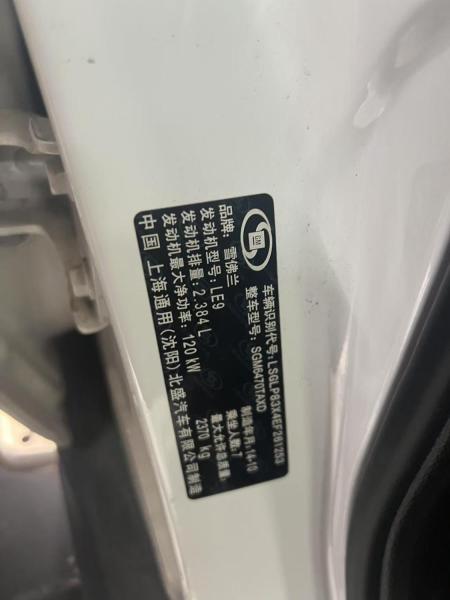 GM
车辆识别代号: LSGLP83X4EF261253
整车型号: SGM6470TAXD
品牌: 雪佛兰
制造年月: 14-10
发动机型号: LE9
乘坐人数: 7
发动机排量: 2.384 L
最大允许总质量:
2370 kg
发动机最大净功率: 120 kW
中国 上海通用(沈阳)北盛汽车有限公司制造